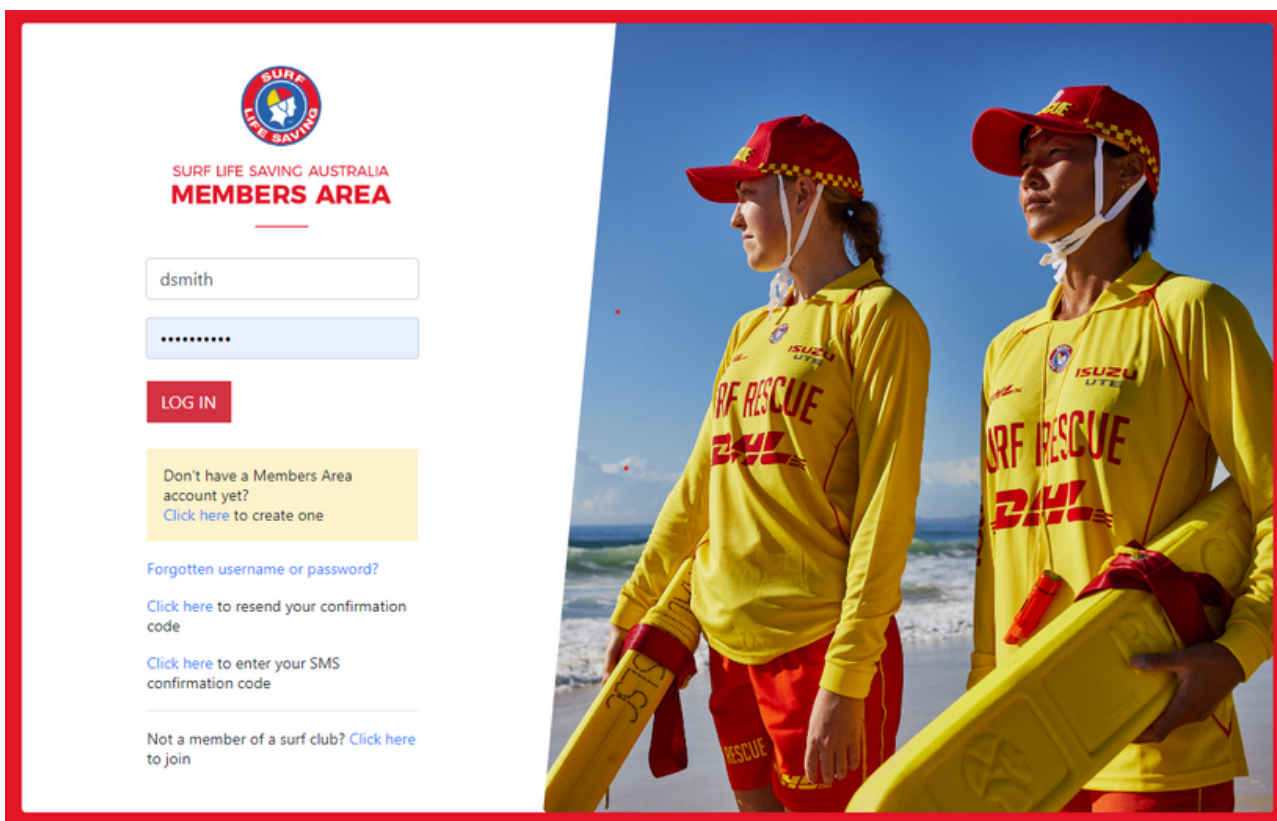 SURF
LIFE SAVING
SURF LIFE SAVING AUSTRALIA
MEMBERS AREA
dsmith
••••••••••
LOG IN
Don't have a Members Area
account yet?
Click here to create one
Forgotten username or password?
Click here to resend your confirmation
code
Click here to enter your SMS
confirmation code
Not a member of a surf club? Click here
to join
ISUZU
UTE
RF RESCUE
DHL
SLSC
RESCUE
DHL
ISUZU
UTE
URF RESCUE
DHL